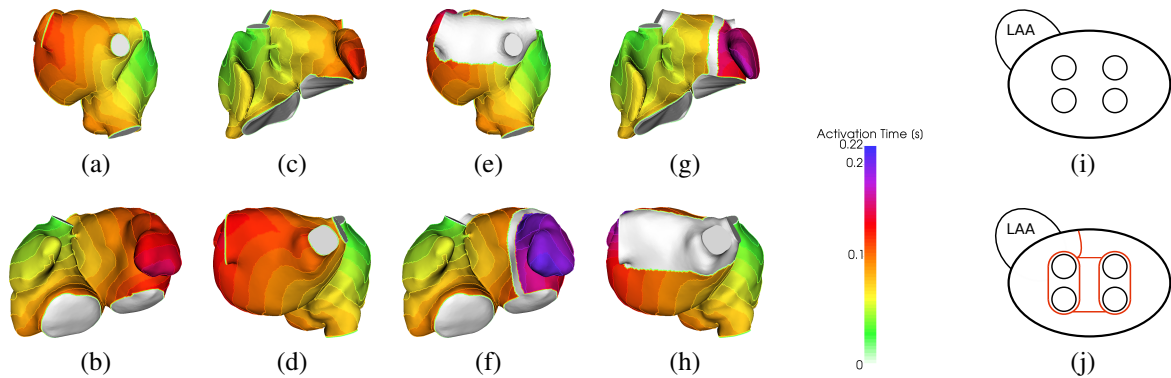 (a)
(c)
(e)
(g)
(b)
(d)
(f)
(h)
Activation Time (s)
0.22
0.2
0.1
0
LAA
(i)
LAA
(j)